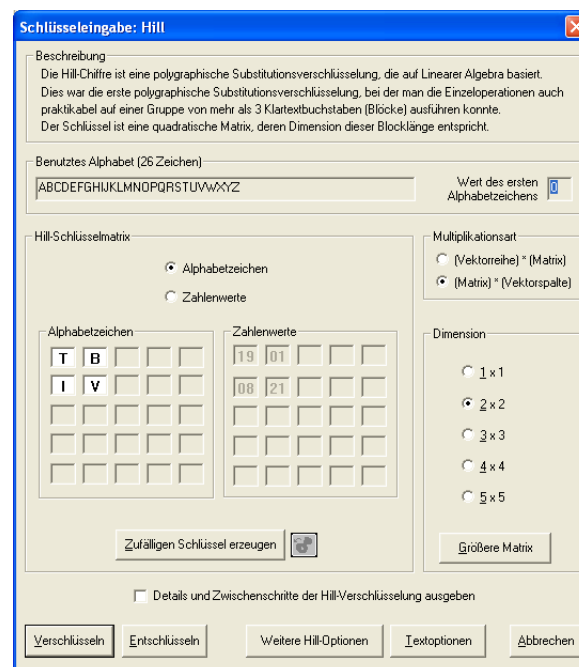 Schlüsseleingabe: Hill
Beschreibung
Die Hill-Chiffre ist eine polygraphische Substitutionsverschlüsselung, die auf Linearer Algebra basiert.
Dies war die erste polygraphische Substitutionsverschlüsselung, bei der man die Einzeloperationen auch
praktikabel auf einer Gruppe von mehr als 3 Klartextbuchstaben (Blöcke) ausführen konnte.
Der Schlüssel ist eine quadratische Matrix, deren Dimension dieser Blocklänge entspricht.
Benutztes Alphabet (26 Zeichen)
ABCDEFGHIJKLMNOPQRSTUVWXYZ
Wert des ersten
Alphabetzeichens
0
Hill-Schlüsselmatrix
Alphabetzeichen
Zahlenwerte
Multiplikationsart
(Vektorreihe) * (Matrix)
(Matrix) * (Vektorspalte)
Alphabetzeichen
T B
I V
Zahlenwerte
19 01
08 21
Dimension
1 x 1
2 x 2
3 x 3
4 x 4
5 x 5
Zufälligen Schlüssel erzeugen
Größere Matrix
Details und Zwischenschritte der Hill-Verschlüsselung ausgeben
Verschlüsseln Entschlüsseln Weitere Hill-Optionen Textoptionen Abbrechen